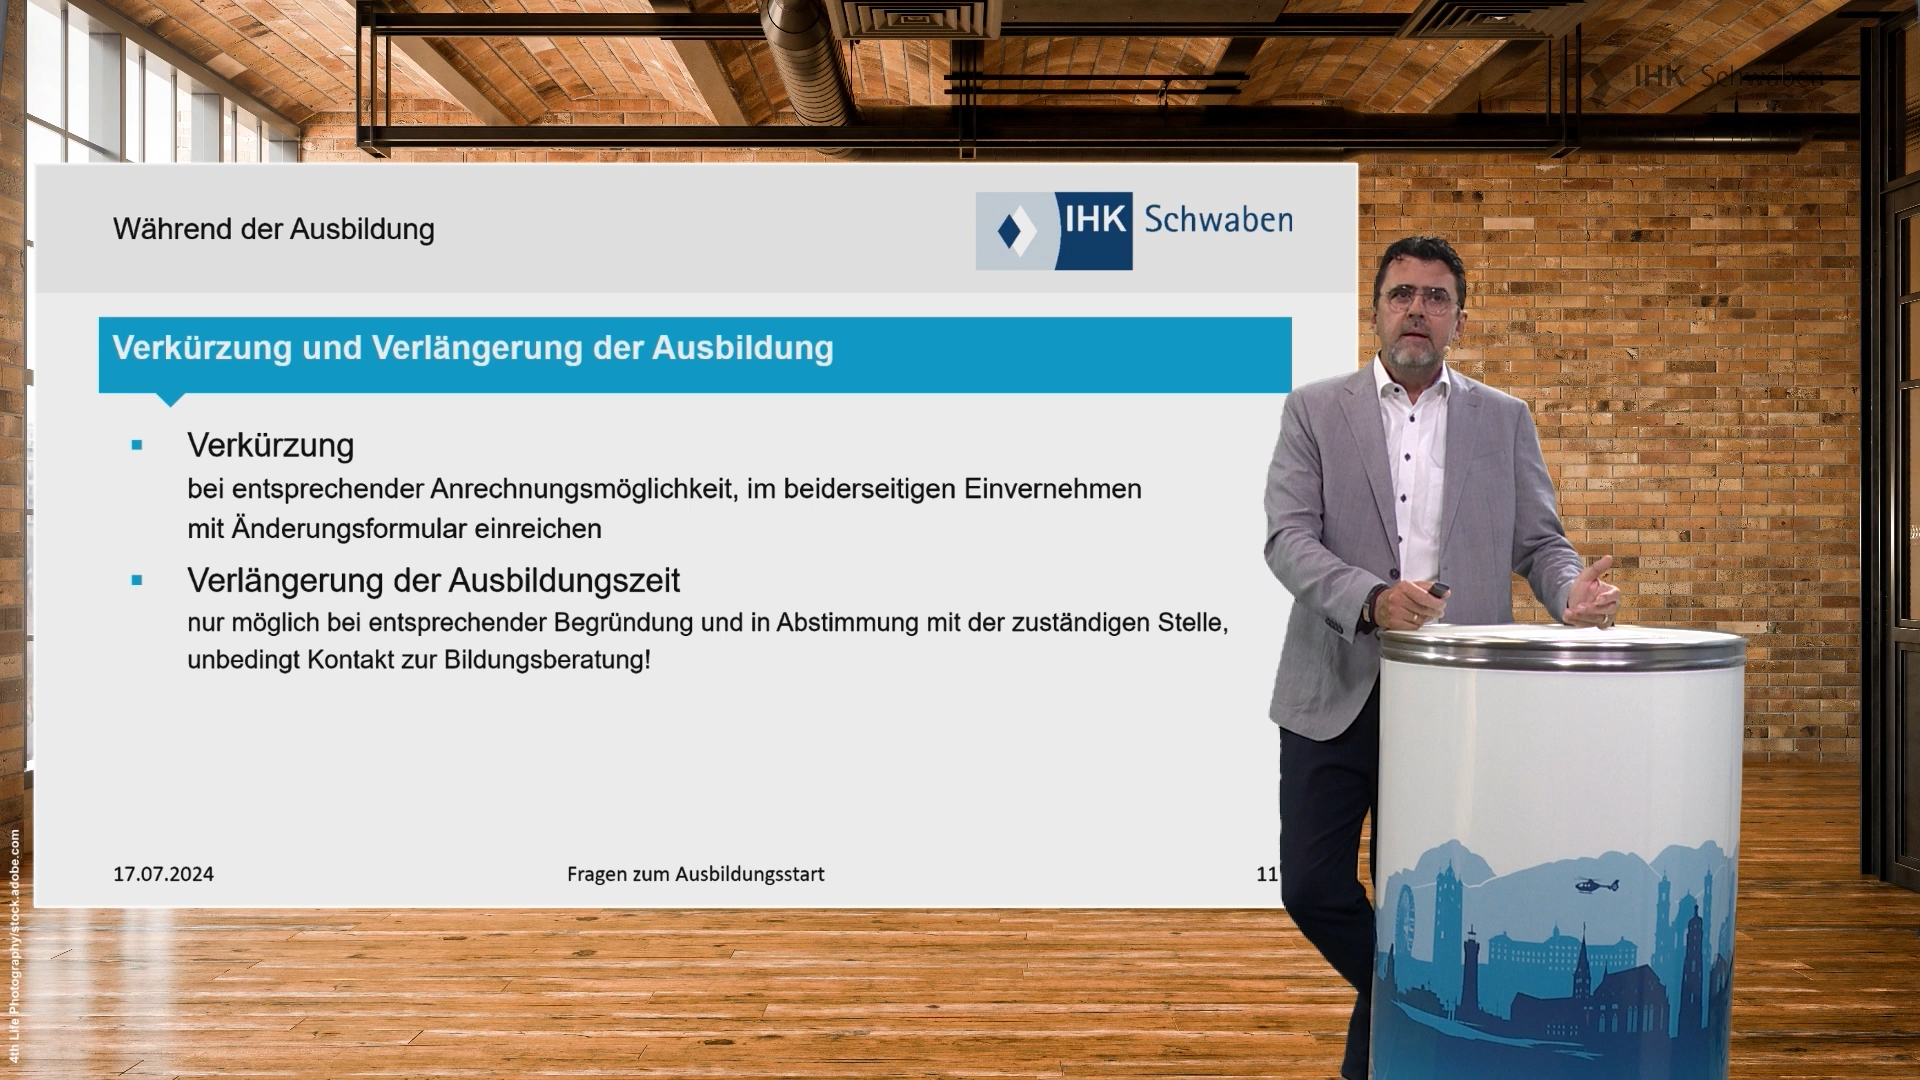 IHK Schwaben
Während der Ausbildung
IHK Schwaben
Verkürzung und Verlängerung der Ausbildung
Verkürzung
bei entsprechender Anrechnungsmöglichkeit, im beiderseitigen Einvernehmen
mit Änderungsformular einreichen
Verlängerung der Ausbildungszeit
nur möglich bei entsprechender Begründung und in Abstimmung mit der zuständigen Stelle,
unbedingt Kontakt zur Bildungsberatung!
17.07.2024
Fragen zum Ausbildungsstart
11
4th Life Photography/stock.adobe.com